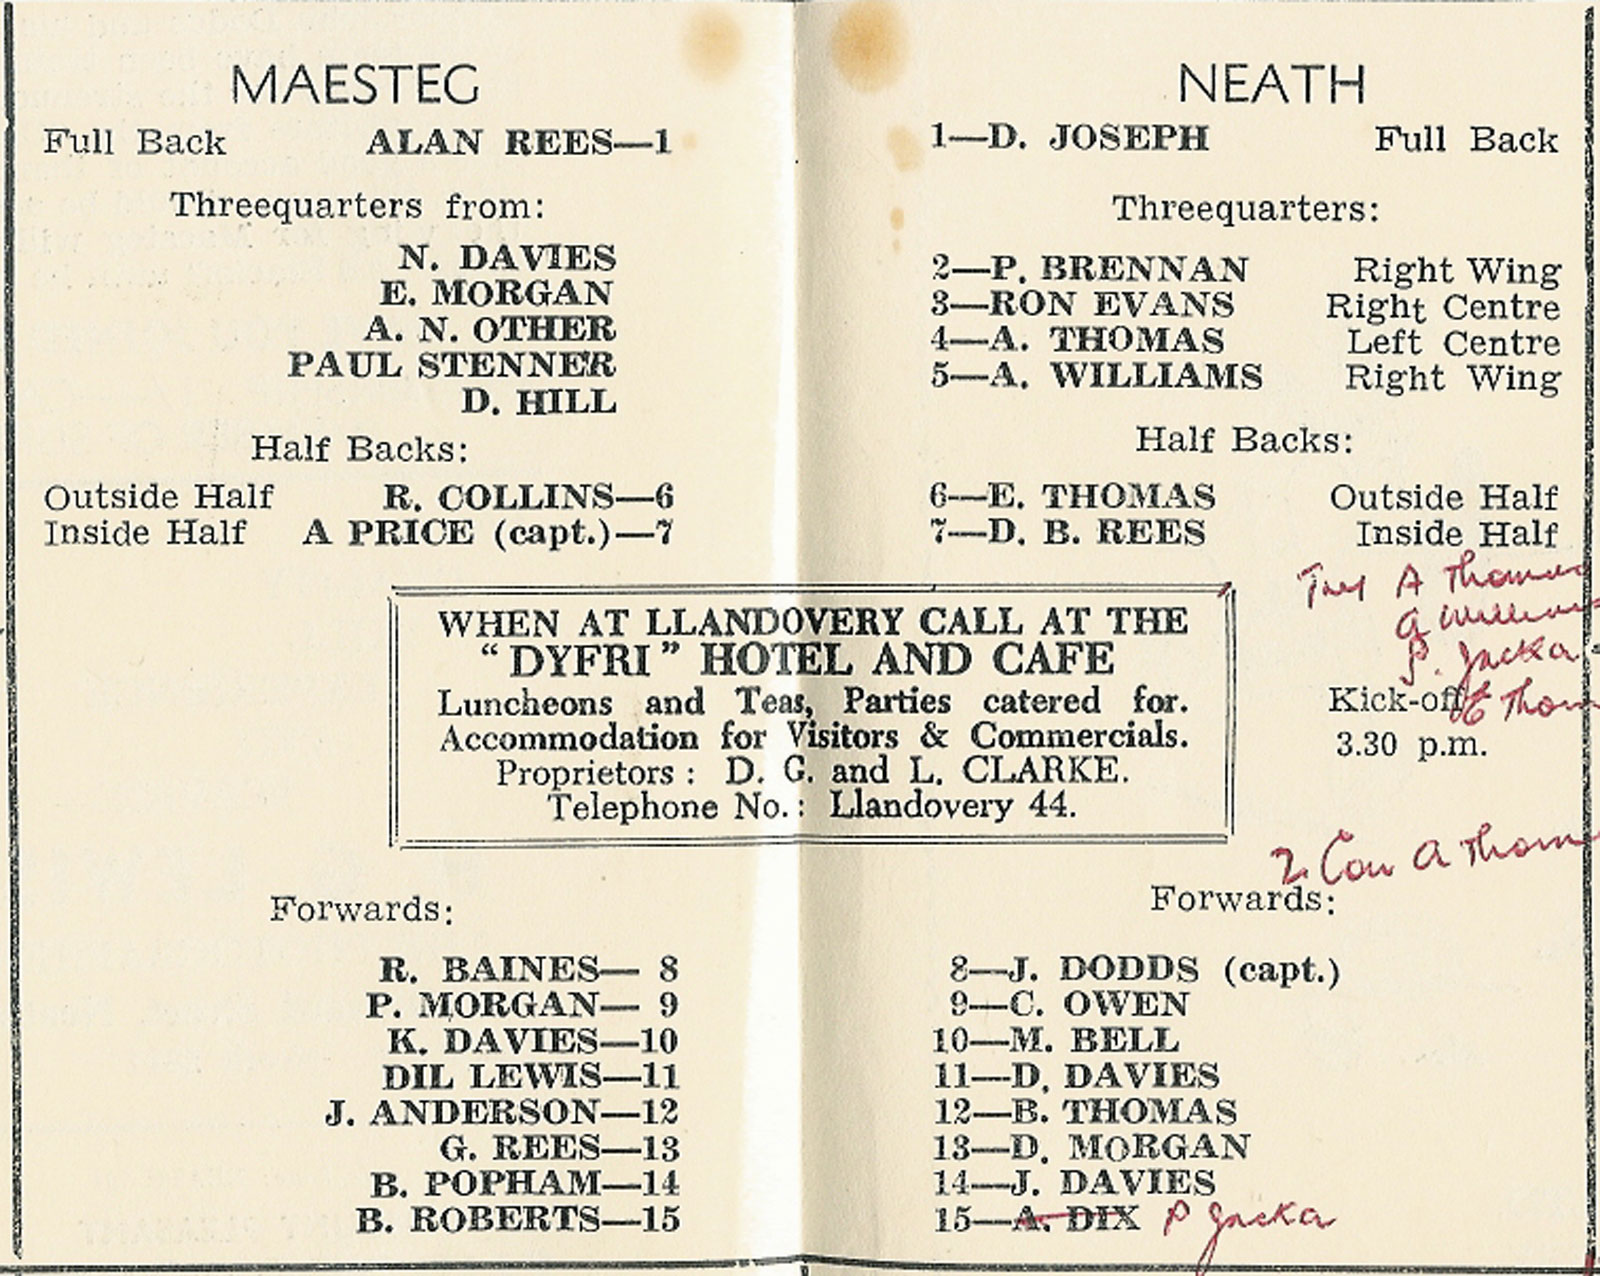 MAESTEG
Full Back ALAN REES—1
Threequarters from:
N. DAVIES
E. MORGAN
A. N. OTHER
PAUL STENNER
D. HILL
Half Backs:
Outside Half R. COLLINS—6
Inside Half A PRICE (capt.)—7
NEATH
1—D. JOSEPH Full Back
Threequarters:
2—P. BRENNAN Right Wing
3—RON EVANS Right Centre
4—A. THOMAS Left Centre
5—A. WILLIAMS Right Wing
Half Backs:
6—E. THOMAS Outside Half
7—D. B. REES Inside Half
A Thomas
G Williams
P. Jacka
E Thom
Kick-off
3.30 p.m.
WHEN AT LLANDOVERY CALL AT THE
“DYFRI” HOTEL AND CAFE
Luncheons and Teas, Parties catered for.
Accommodation for Visitors & Commercials.
Proprietors: D. G. and L. CLARKE.
Telephone No.: Llandovery 44.
2 Con A Thom
Forwards:
R. BAINES— 8
P. MORGAN— 9
K. DAVIES—10
DIL LEWIS—11
J. ANDERSON—12
G. REES—13
B. POPHAM—14
B. ROBERTS—15
Forwards:
8—J. DODDS (capt.)
9—C. OWEN
10—M. BELL
11—D. DAVIES
12—B. THOMAS
13—D. MORGAN
14—J. DAVIES
15—A. DIX P Jacka